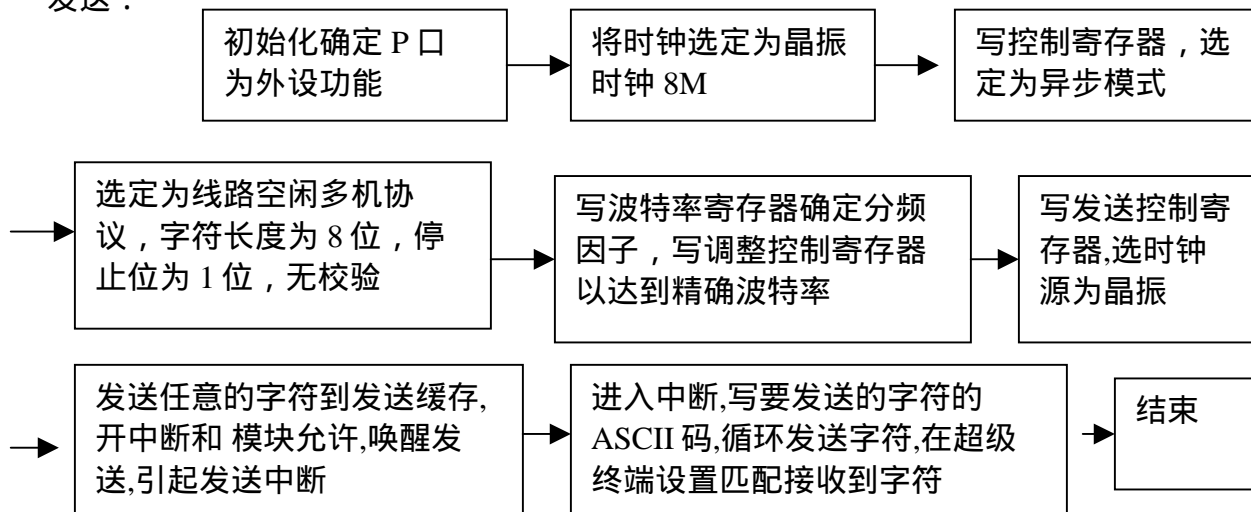 发送：
初始化确定 P 口
为外设功能
将时钟选定为晶振
时钟 8M
写控制寄存器，选
定为异步模式
选定为线路空闲多机协
议，字符长度为 8 位，停
止位为 1 位，无校验
写波特率寄存器确定分频
因子，写调整控制寄存器
以达到精确波特率
写发送控制寄
存器,选时钟
源为晶振
发送任意的字符到发送缓存,
开中断和 模块允许,唤醒发
送,引起发送中断
进入中断,写要发送的字符的
ASCII 码,循环发送字符,在超级
终端设置匹配接收到字符
结束